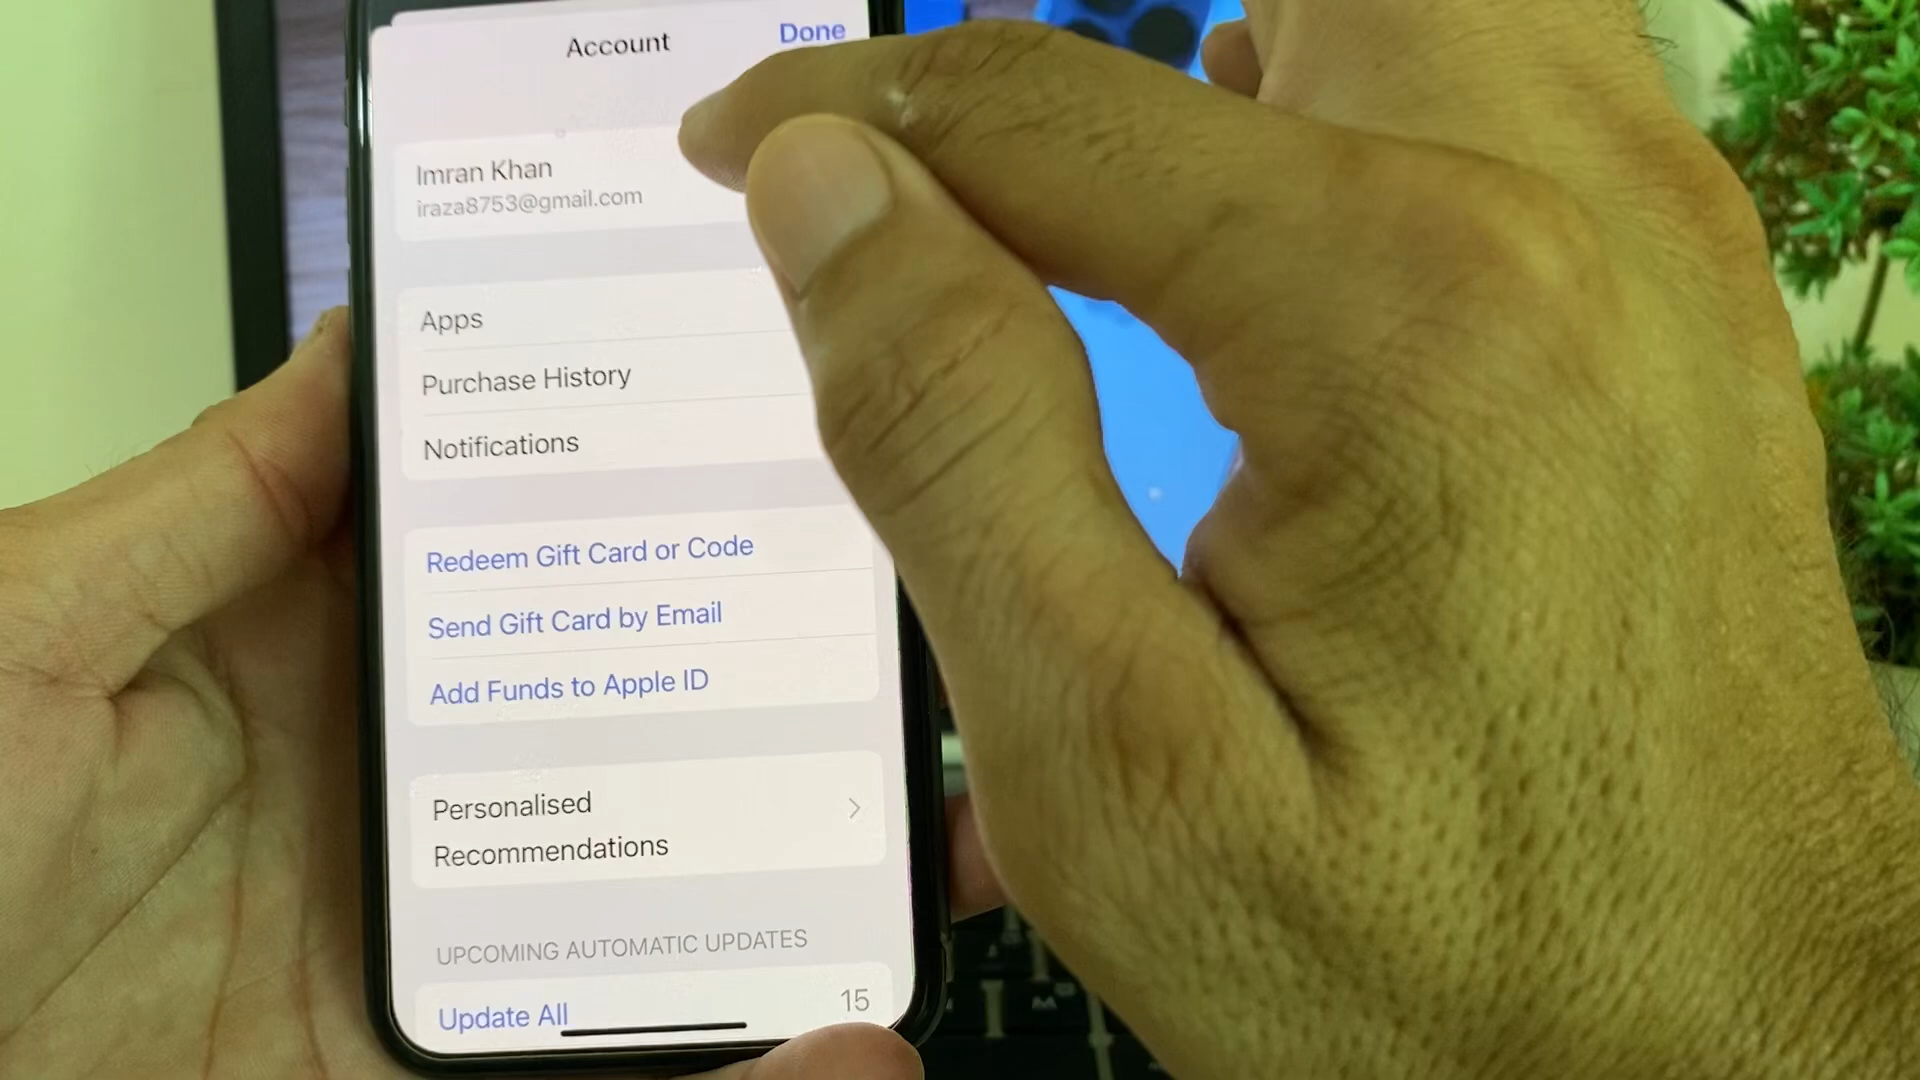 Account
Done
Imran Khan
iraza8753@gmail.com
Apps
Purchase History
Notifications
Redeem Gift Card or Code
Send Gift Card by Email
Add Funds to Apple ID
Personalised
Recommendations
UPCOMING AUTOMATIC UPDATES
Update All
15